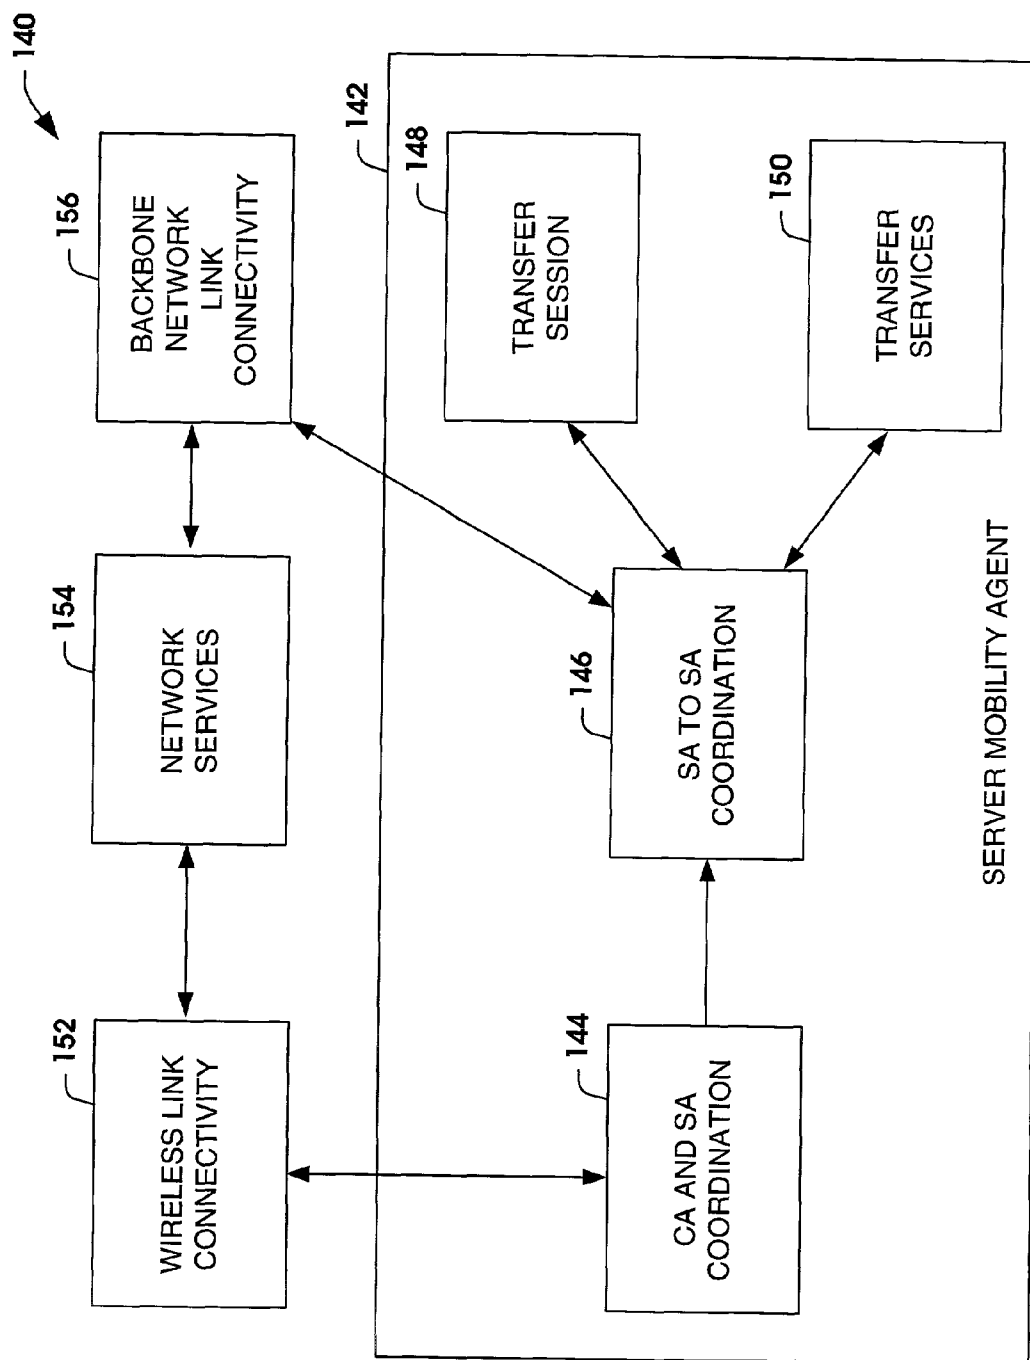 140
152
WIRELESS LINK
CONNECTIVITY
154
NETWORK
SERVICES
156
BACKBONE
NETWORK
LINK
CONNECTIVITY
142
144
CA AND SA
COORDINATION
146
SA TO SA
COORDINATION
148
TRANSFER
SESSION
150
TRANSFER
SERVICES
SERVER MOBILITY AGENT